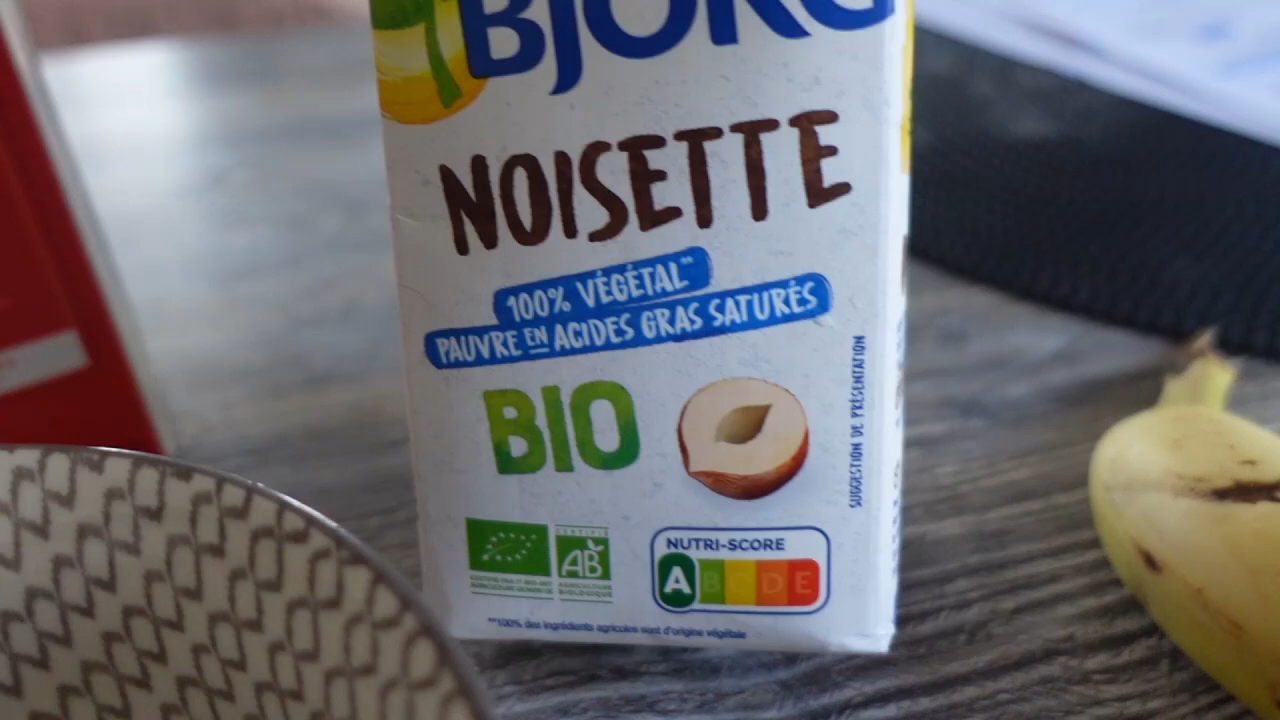 BJORG
NOISETTE
100% VÉGÉTAL**
PAUVRE EN ACIDES GRAS SATURÉS
BIO
SUGGESTION DE PRÉSENTATION
CERTIFIÉ
AB
AGRICULTURE
BIOLOGIQUE
NUTRI-SCORE
A B D E
**100% des ingrédients agricoles sont d'origine végétale